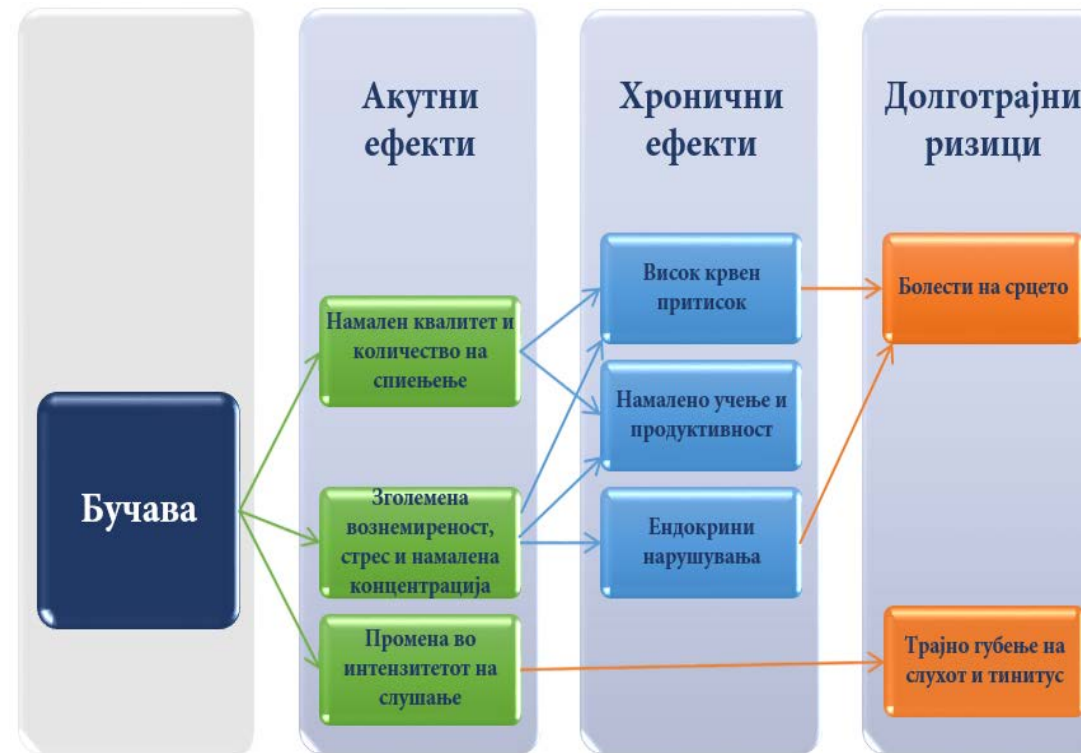 Акутни
ефекти
Хронични
ефекти
Долготрајни
ризици
Бучава
Намален квалитет и
количество на
спиењење
Зголемена
вознемиреност,
стрес и намалена
концентрација
Промена во
интензитетот на
слушање
Висок крвен
притисок
Намалено учење и
продуктивност
Ендокрини
нарушувања
Болести на срцето
Трајно губење на
слухот и тинитус